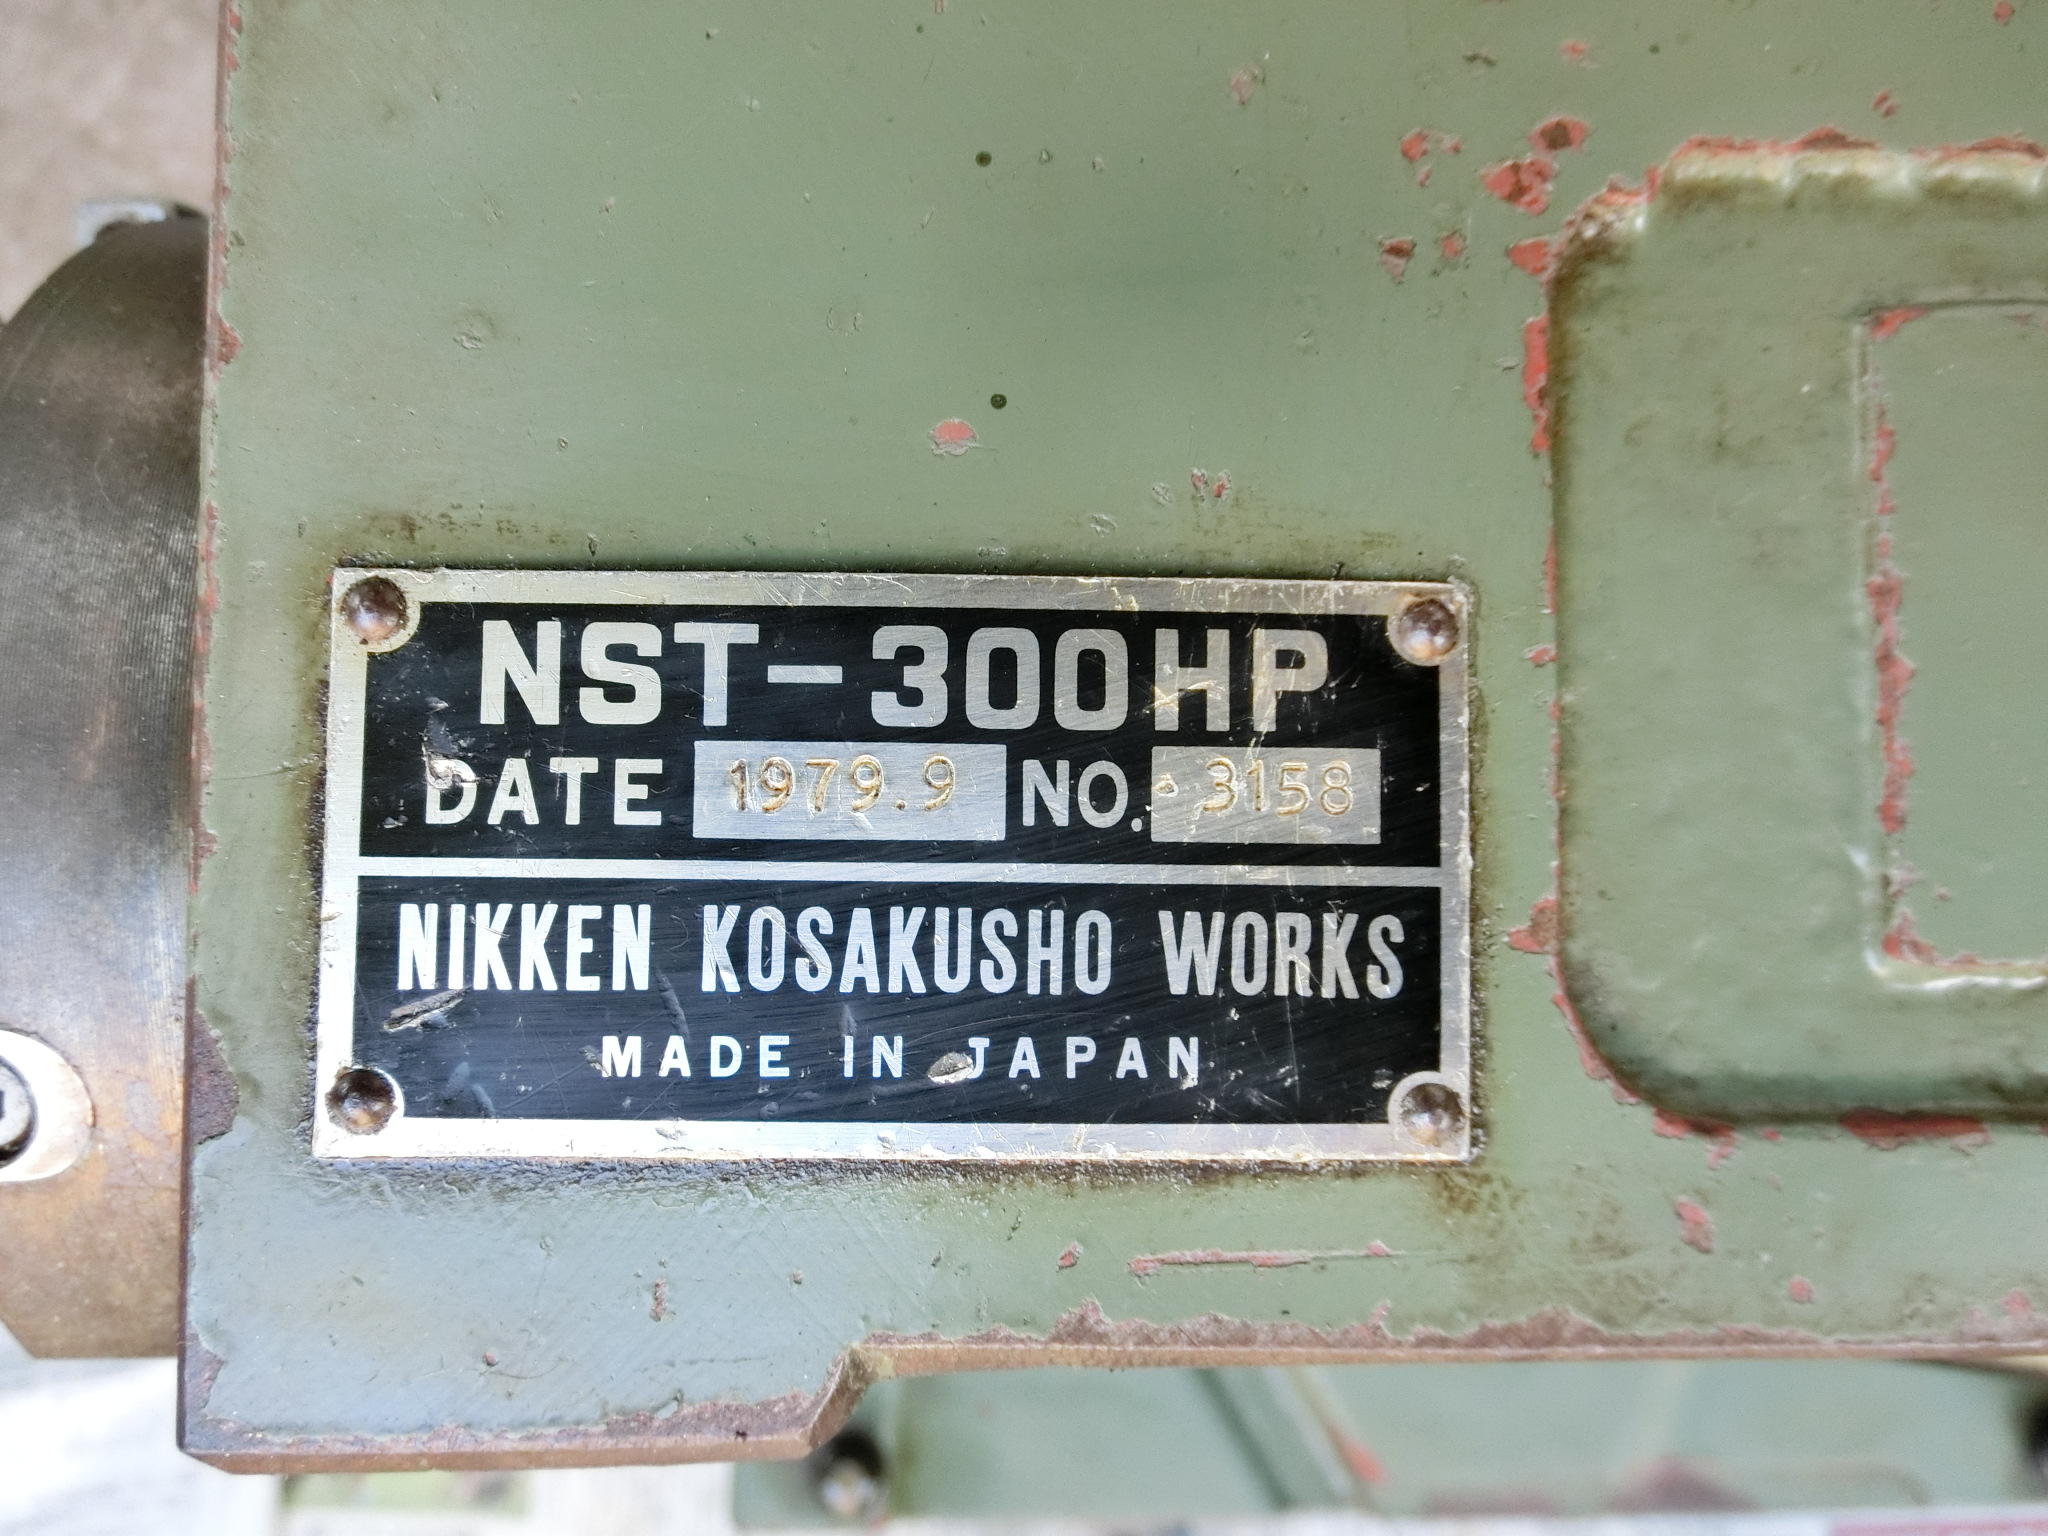 NST-300HP
DATE 1979.9 NO. 3158
NIKKEN KOSAKUSHO WORKS
MADE IN JAPAN